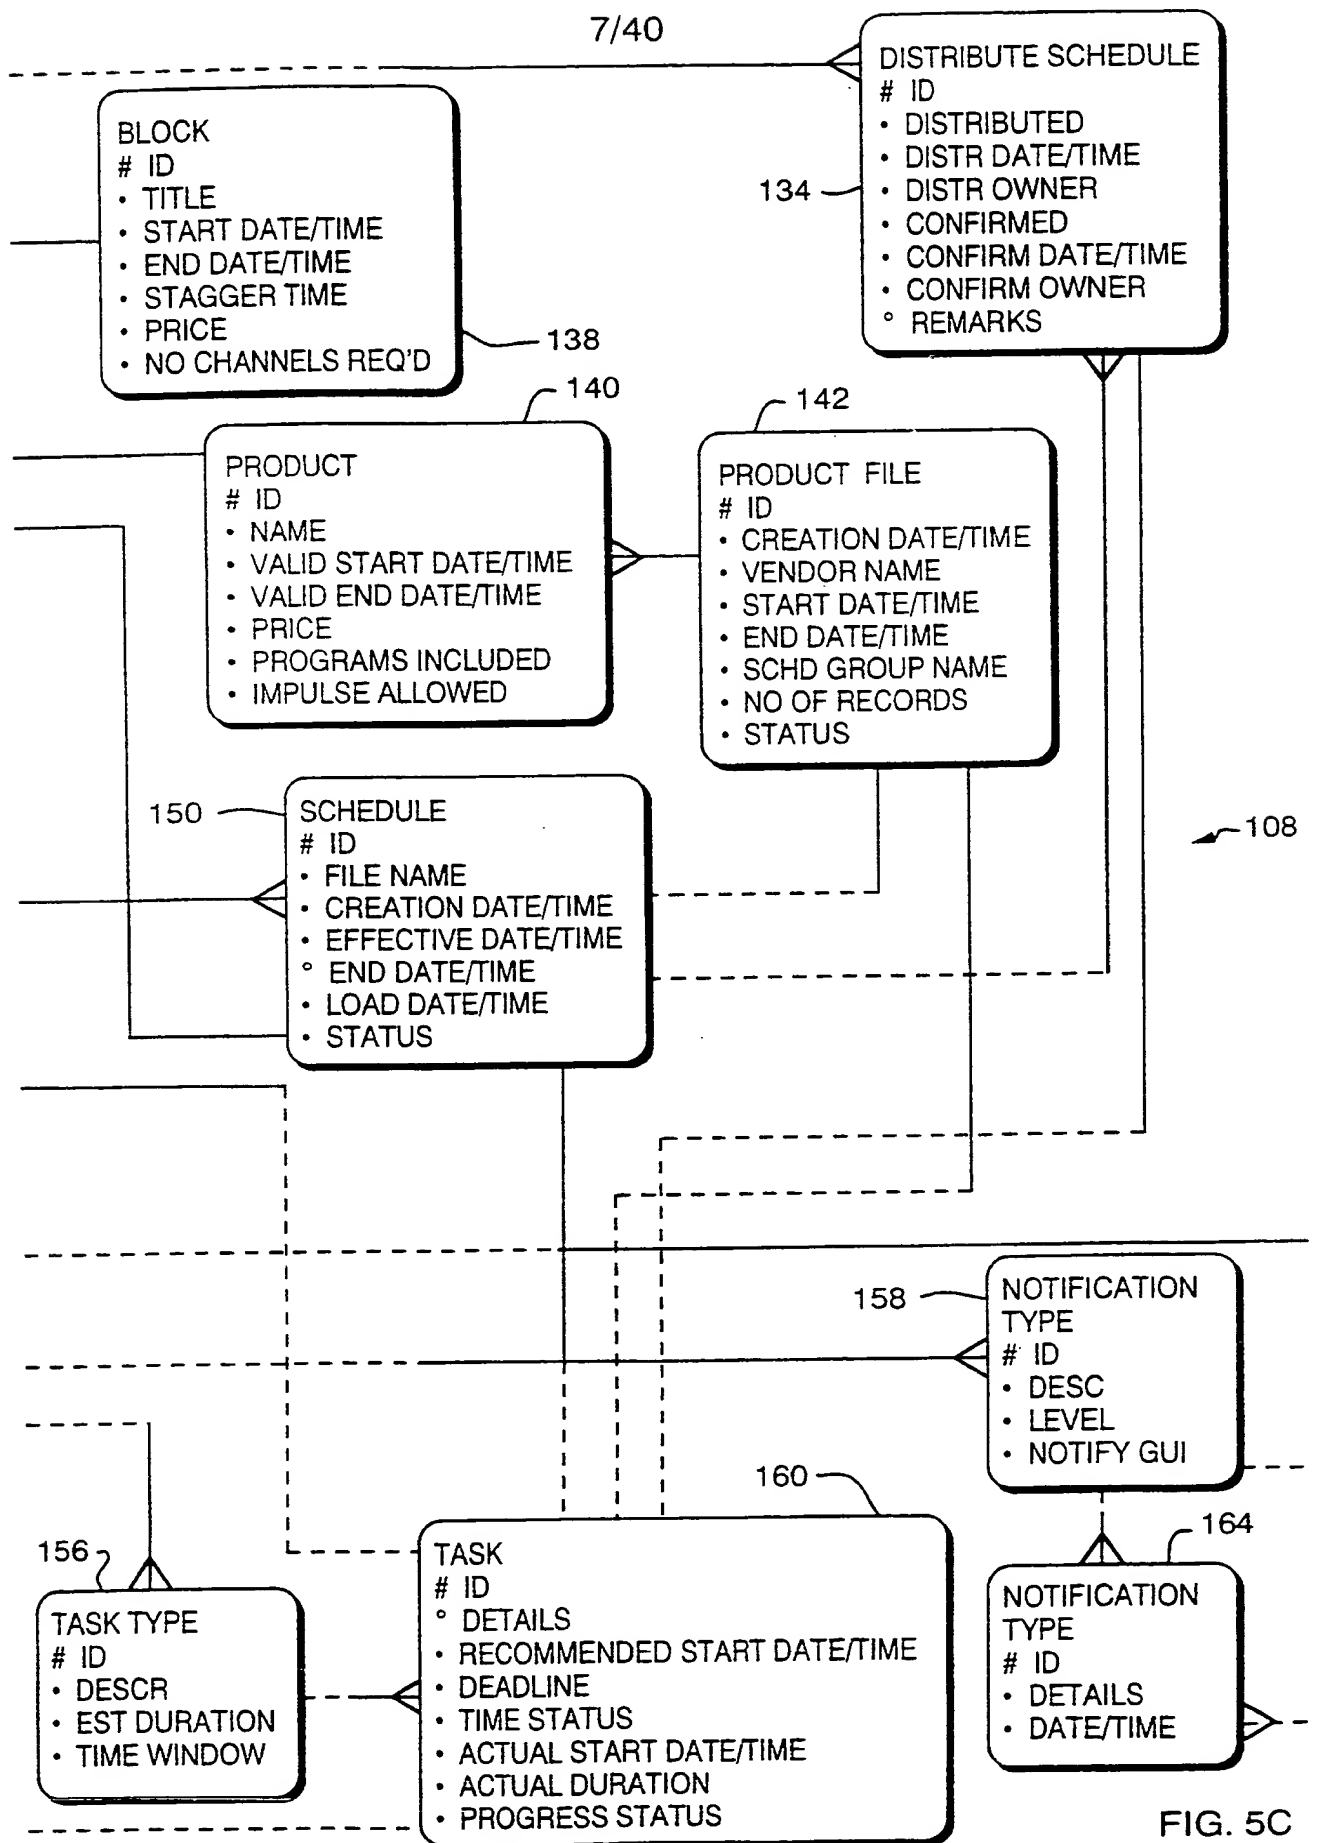 7/40
DISTRIBUTE SCHEDULE
# ID
• DISTRIBUTED
• DISTR DATE/TIME
• DISTR OWNER
• CONFIRMED
• CONFIRM DATE/TIME
• CONFIRM OWNER
° REMARKS
134
BLOCK
# ID
• TITLE
• START DATE/TIME
• END DATE/TIME
• STAGGER TIME
• PRICE
• NO CHANNELS REQ'D
138
140
PRODUCT
# ID
• NAME
• VALID START DATE/TIME
• VALID END DATE/TIME
• PRICE
• PROGRAMS INCLUDED
• IMPULSE ALLOWED
142
PRODUCT FILE
# ID
• CREATION DATE/TIME
• VENDOR NAME
• START DATE/TIME
• END DATE/TIME
• SCHD GROUP NAME
• NO OF RECORDS
• STATUS
150
SCHEDULE
# ID
• FILE NAME
• CREATION DATE/TIME
• EFFECTIVE DATE/TIME
° END DATE/TIME
• LOAD DATE/TIME
• STATUS
108
158
NOTIFICATION
TYPE
# ID
• DESC
• LEVEL
• NOTIFY GUI
156
TASK TYPE
# ID
• DESCR
• EST DURATION
• TIME WINDOW
160
TASK
# ID
° DETAILS
• RECOMMENDED START DATE/TIME
• DEADLINE
• TIME STATUS
• ACTUAL START DATE/TIME
• ACTUAL DURATION
• PROGRESS STATUS
164
NOTIFICATION
TYPE
# ID
• DETAILS
• DATE/TIME
FIG. 5C